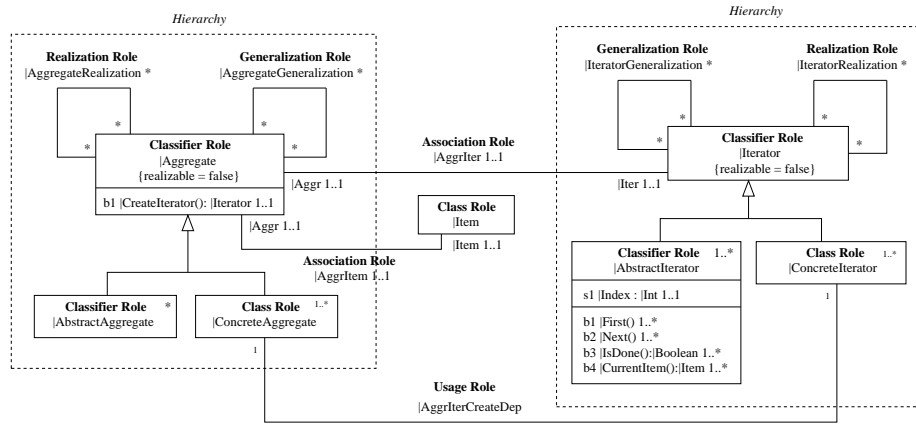 Hierarchy
Realization Role
|AggregateRealization *
*
*
Generalization Role
|AggregateGeneralization *
*
*
Classifier Role
|Aggregate
{realizable = false}
b1 |CreateIterator(): |Iterator 1..1
|Aggr 1..1
|Aggr 1..1
Association Role
|AggrIter 1..1
|Iter 1..1
Class Role
|Item
|Item 1..1
Association Role
|AggrItem 1..1
Classifier Role *
|AbstractAggregate
Class Role 1..*
|ConcreteAggregate
1
Hierarchy
Generalization Role
|IteratorGeneralization *
*
*
Realization Role
|IteratorRealization *
*
*
Classifier Role
|Iterator
{realizable = false}
Classifier Role 1..*
|AbstractIterator
s1 |Index : |Int 1..1
b1 |First() 1..*
b2 |Next() 1..*
b3 |IsDone():|Boolean 1..*
b4 |CurrentItem():|Item 1..*
Class Role 1..*
|ConcreteIterator
1
Usage Role
|AggrIterCreateDep